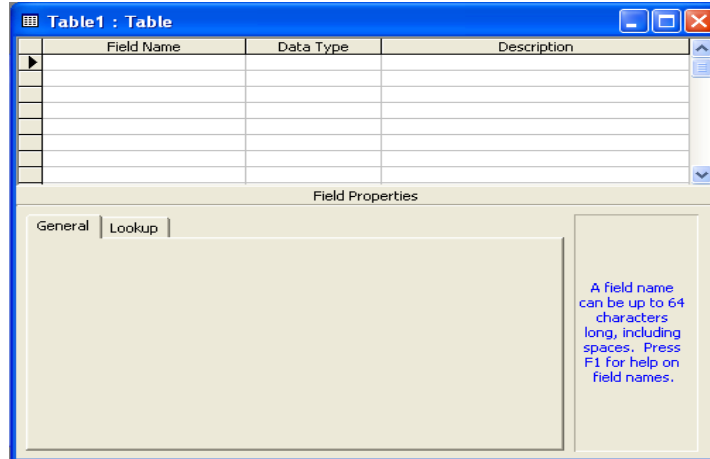 Table1 : Table
Field Name Data Type Description
Field Properties
General Lookup
A field name
can be up to 64
characters
long, including
spaces. Press
F1 for help on
field names.